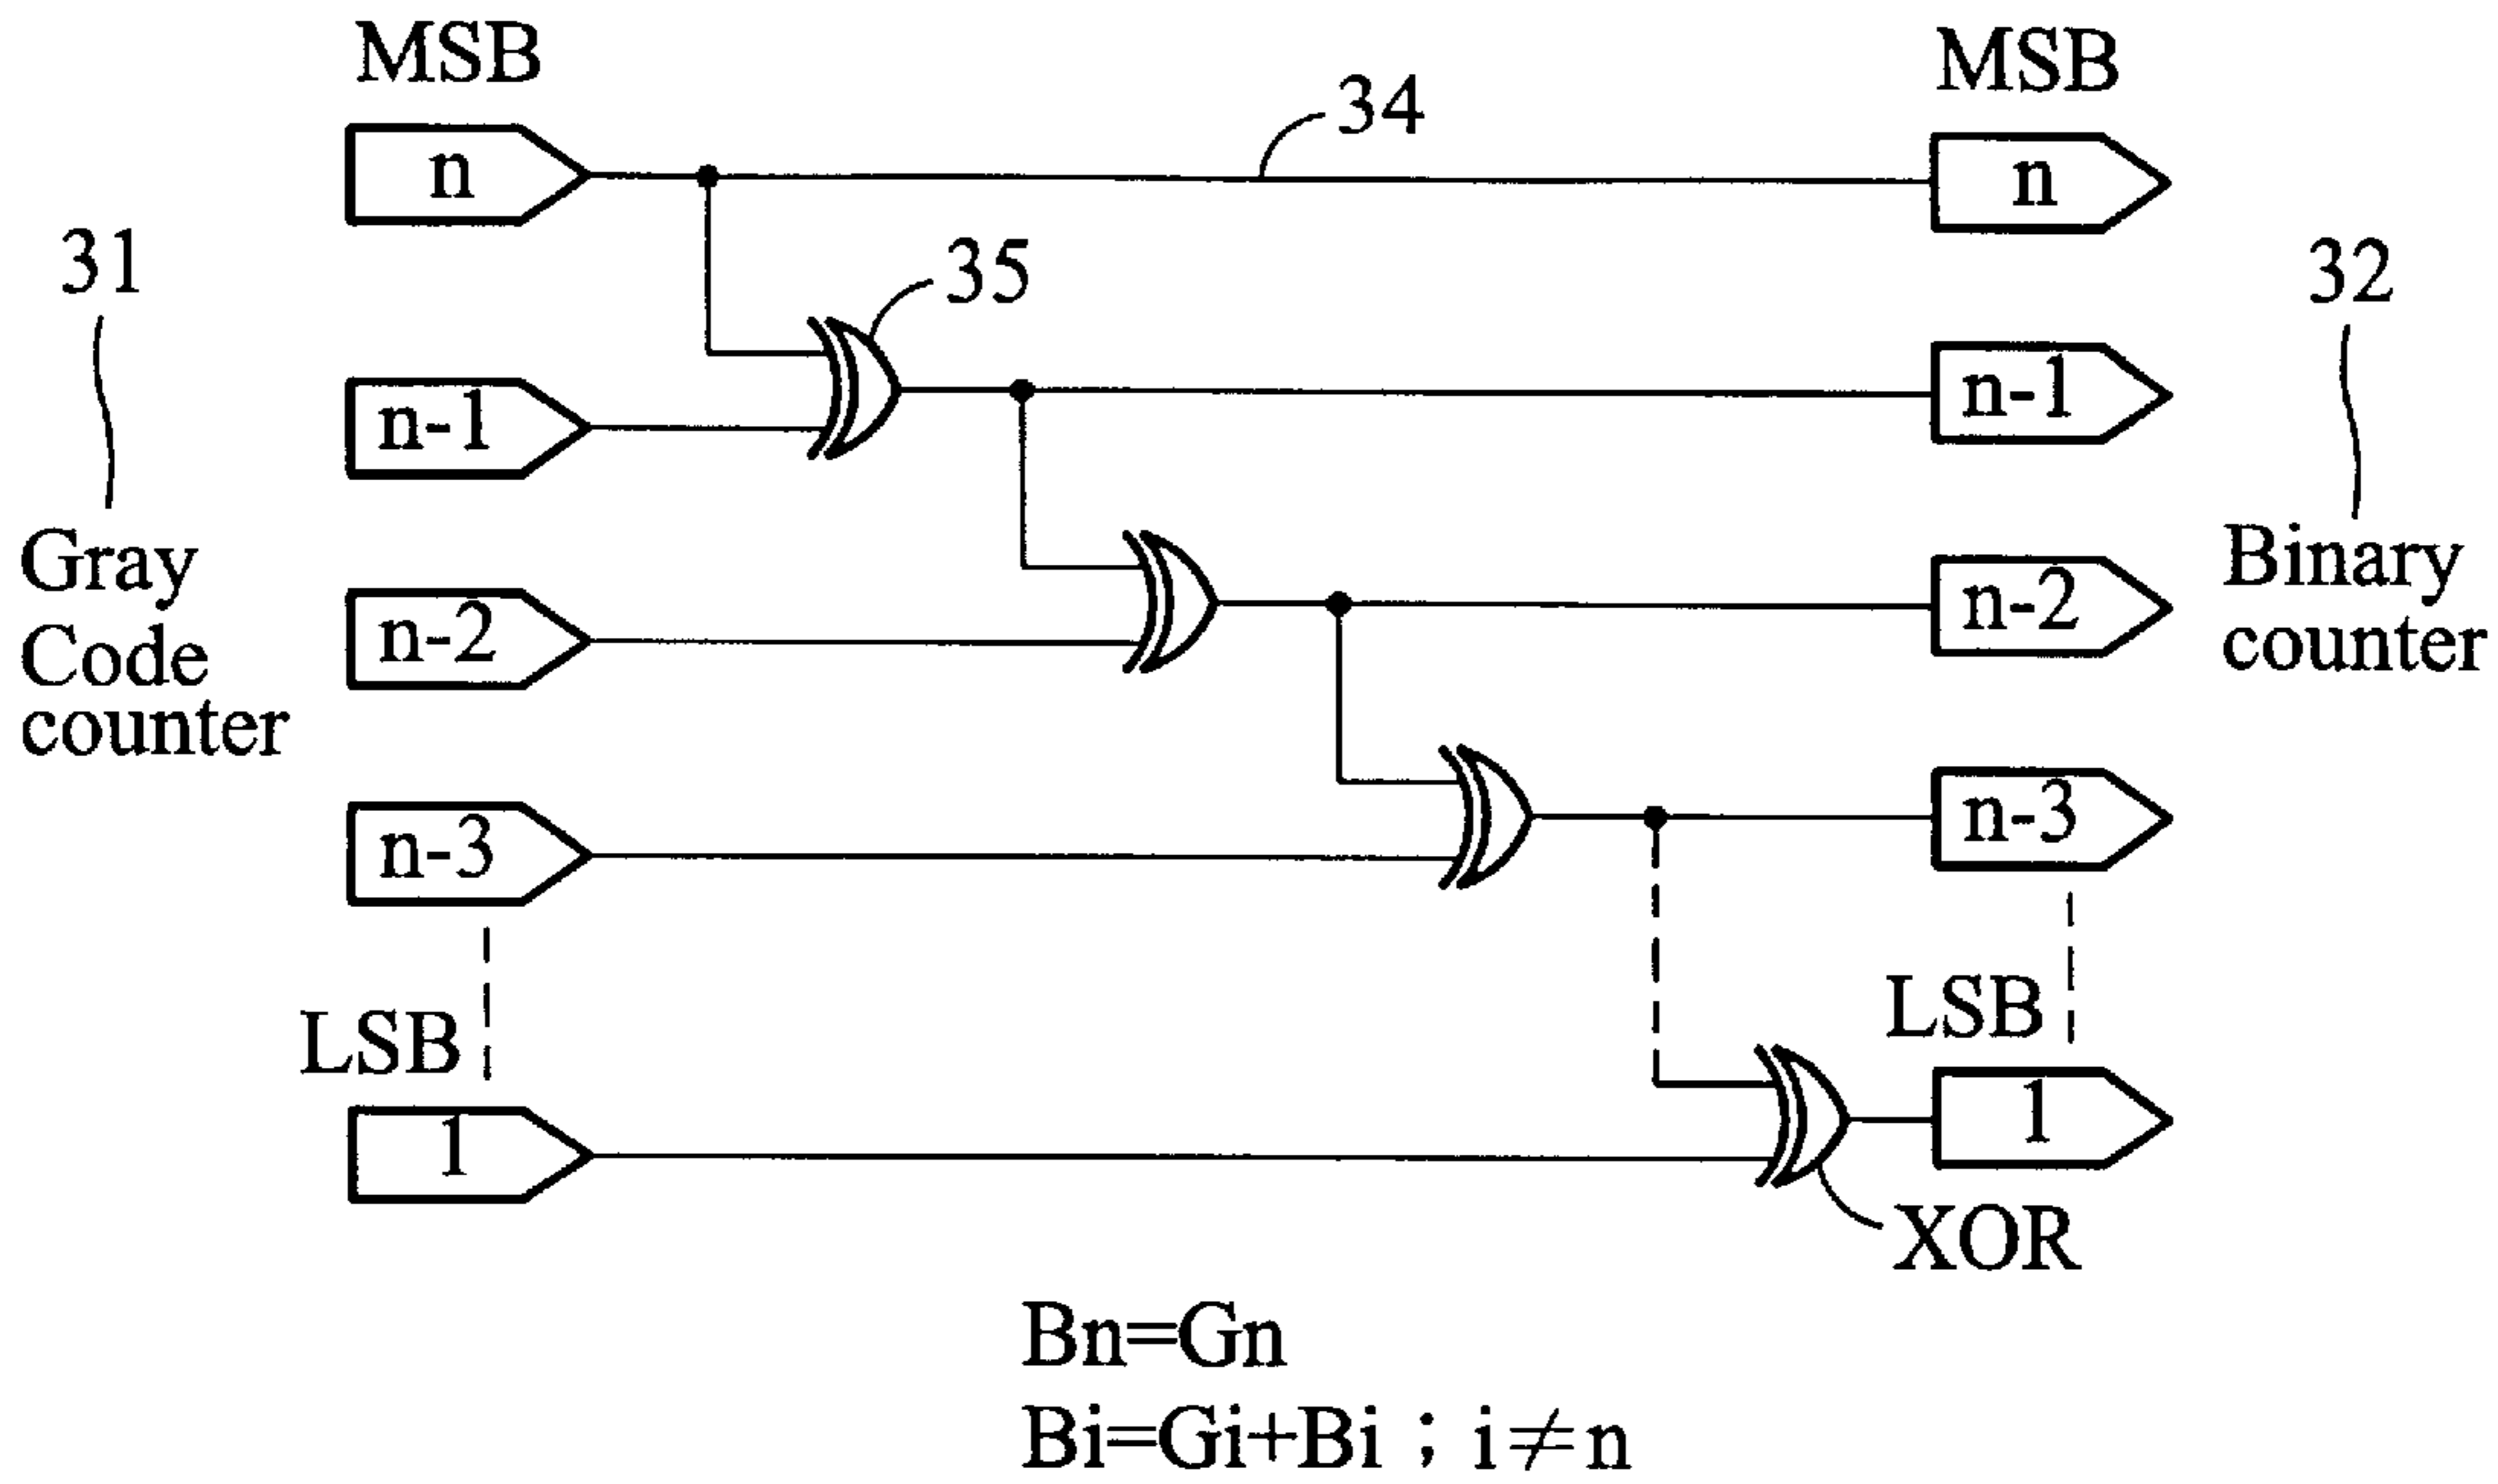 MSB
MSB
34
n
n
31
35
32
n-1
n-1
Gray
Code
counter
Binary
counter
n-2
n-2
n-3
n-3
LSB
LSB
1
1
XOR
Bn=Gn
Bi=Gi+Bi ; i≠n